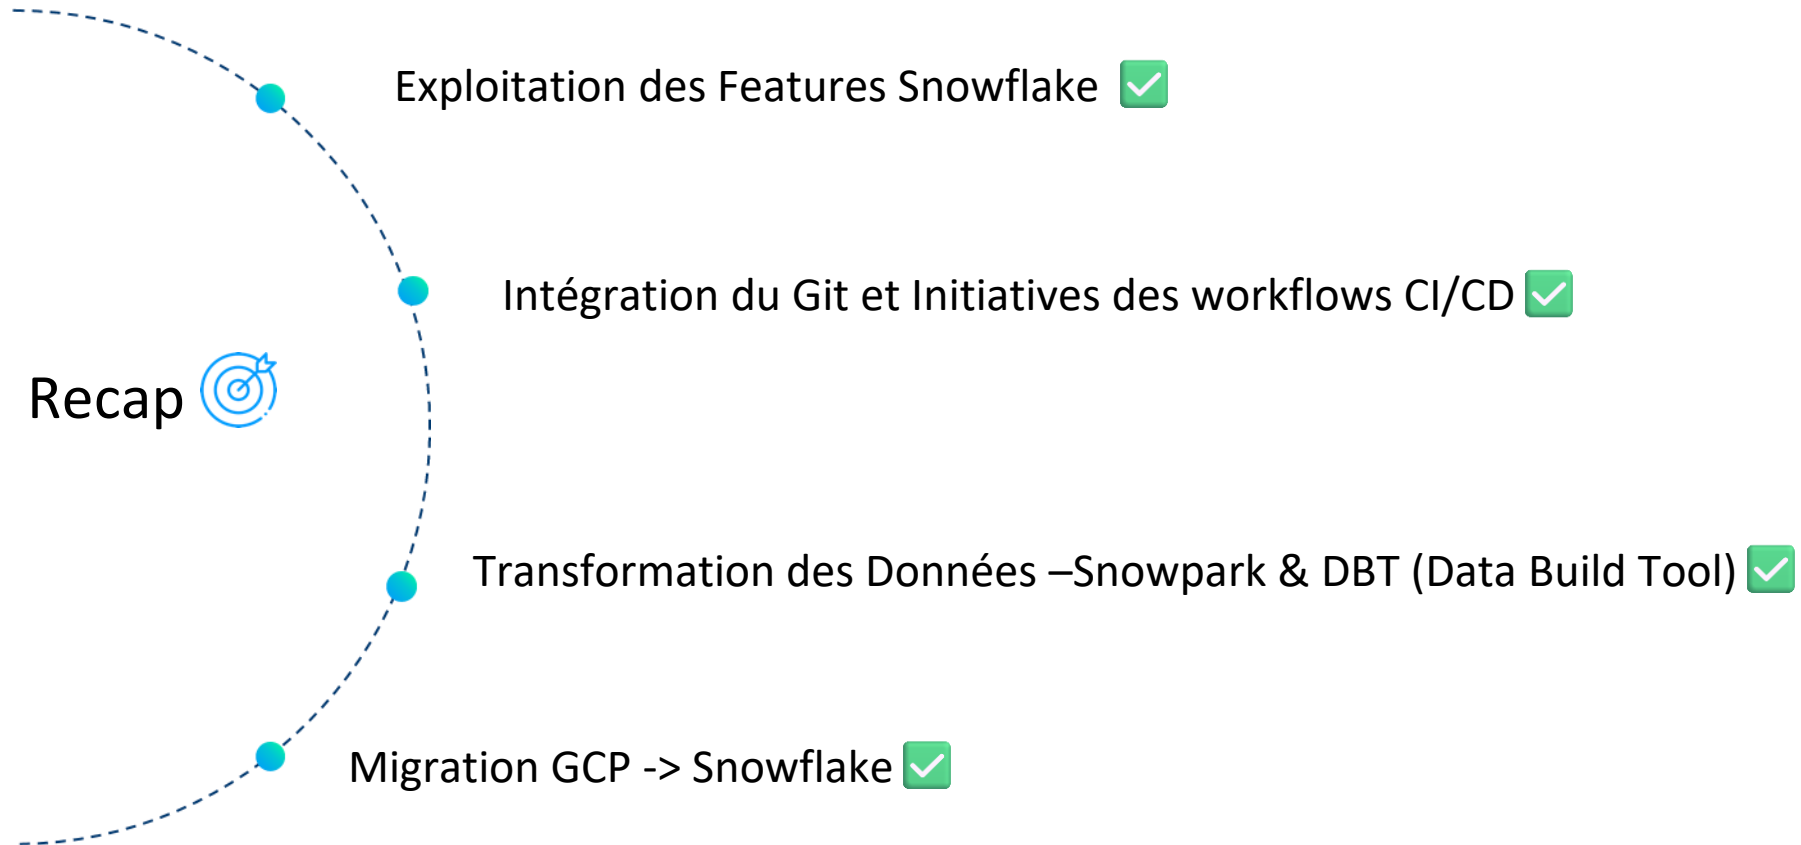 Exploitation des Features Snowflake ✅
Intégration du Git et Initiatives des workflows CI/CD ✅
Recap
Transformation des Données –Snowpark & DBT (Data Build Tool) ✅
Migration GCP -> Snowflake ✅